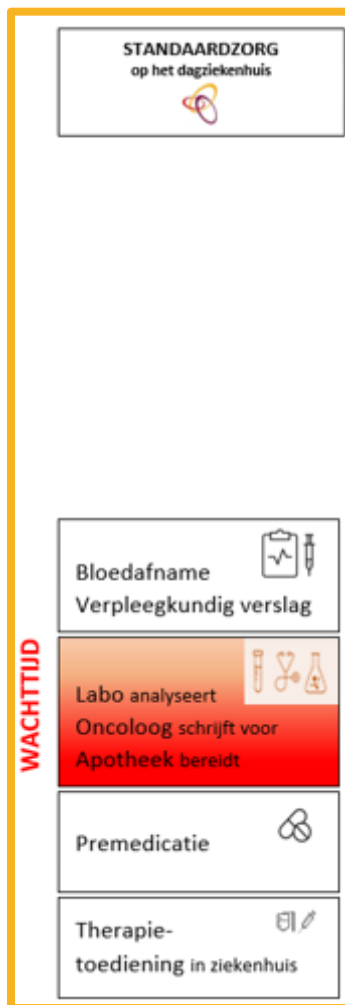 STANDAARDZORG
op het dagziekenhuis
Bloedafname
Verpleegkundig verslag
WACHTTIJD
Labo analyseert
Oncoloog schrijft voor
Apotheek bereidt
Premedicatie
Therapie-
toediening in ziekenhuis